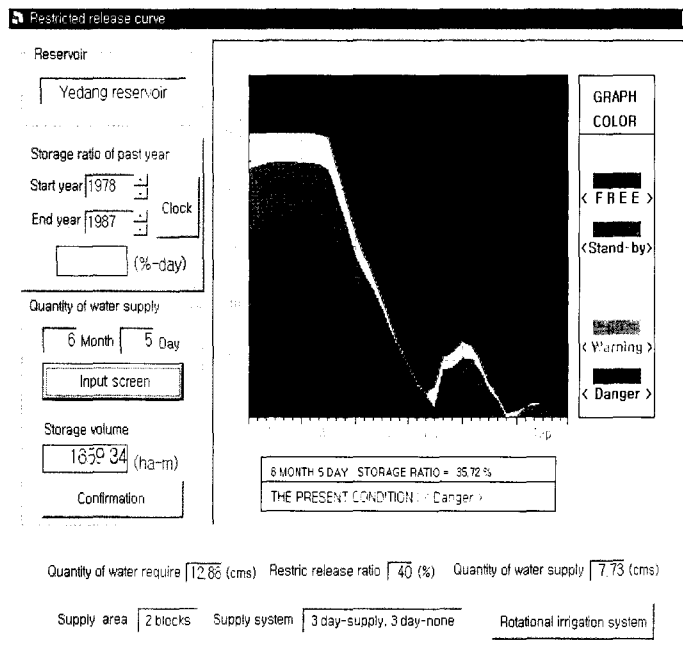 Restricted release curve
Reservoir
Yedang reservoir
Storage ratio of past year
Start year 1978
End year 1987
Clock
(%-day)
Quantity of water supply
6 Month 5 Day
Input screen
Storage volume
1659 34 (ha-m)
Confirmation
GRAPH
COLOR
< FREE >
<Stand-by>
< Warning >
< Danger >
Sep
6 MONTH 5 DAY STORAGE RATIO = 35,72 %
THE PRESENT CONDITION : < Danger >
Quantity of water require 12,88 (cms) Restric release ratio 40 (%) Quantity of water supply 7,73 (cms)
Supply area 2 blocks Supply system 3 day-supply, 3 day-none Rotational irrigation system